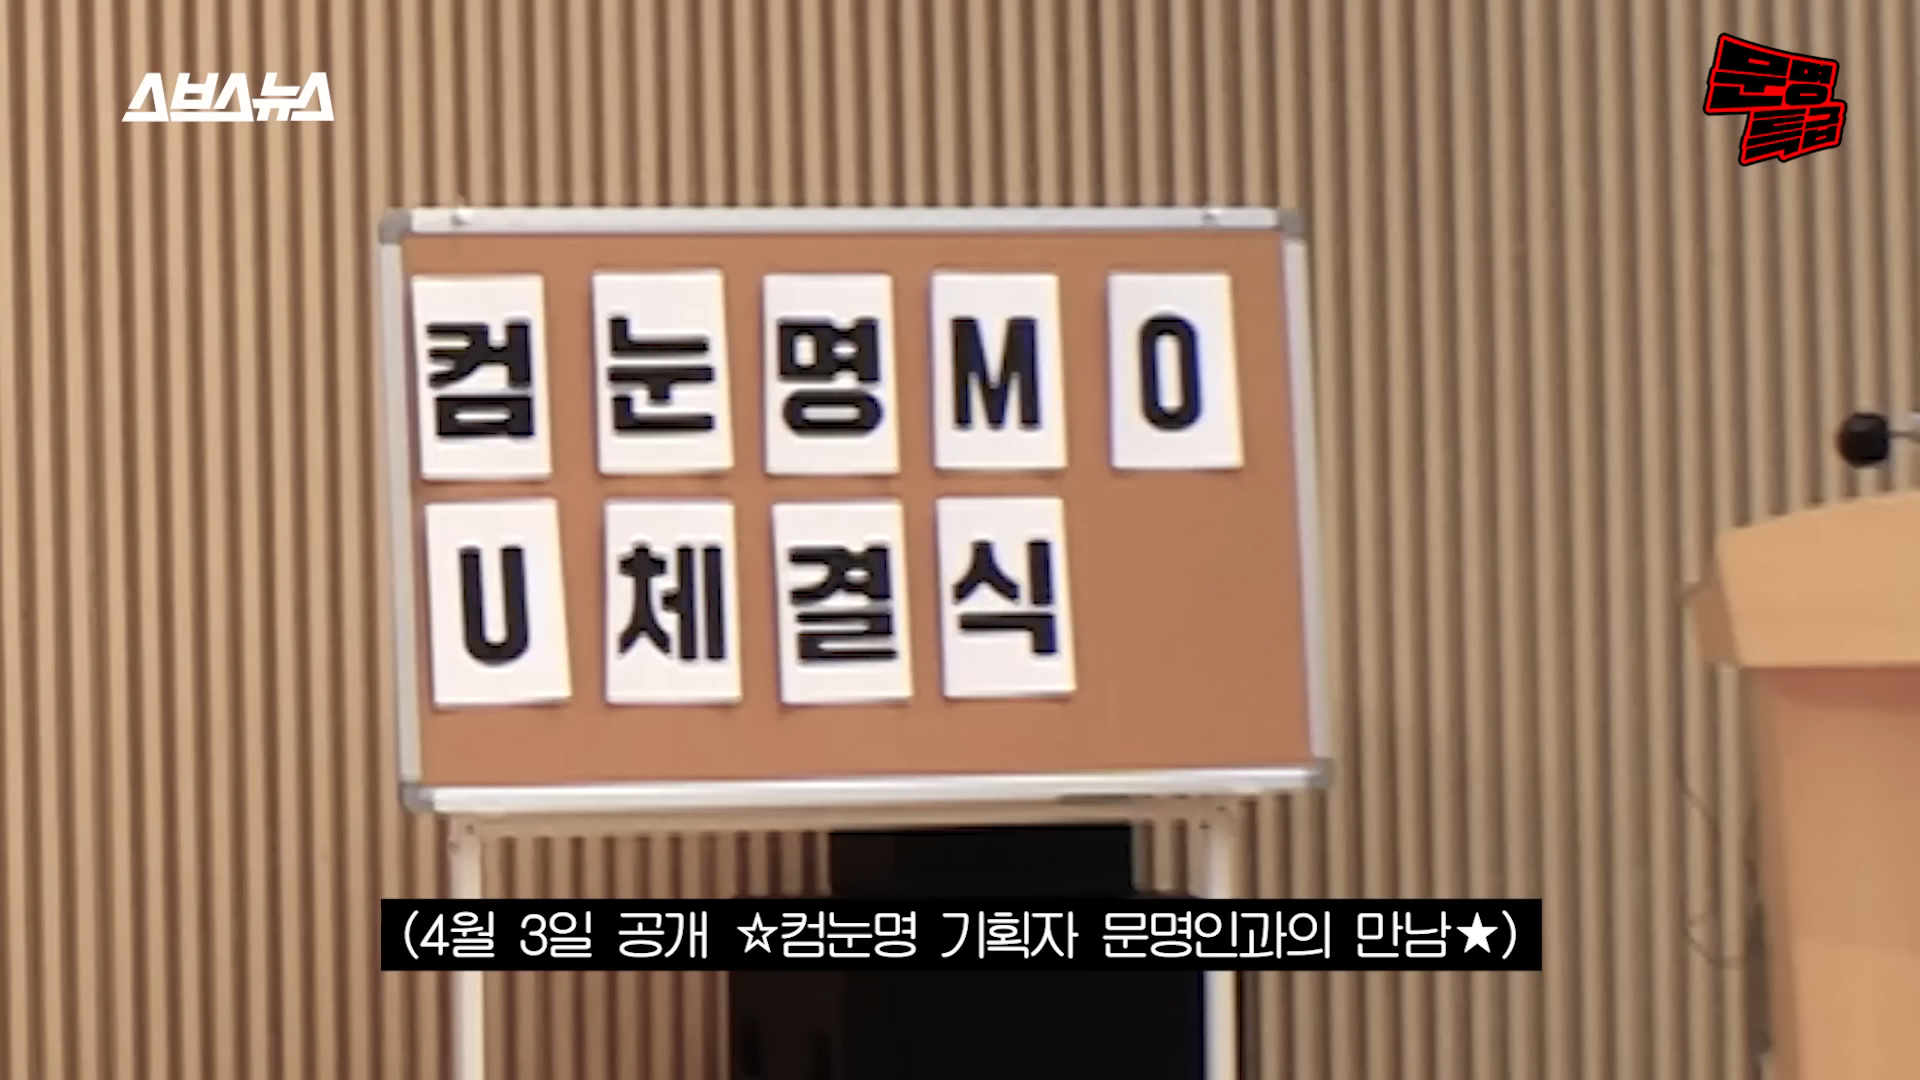 스브스뉴스
문명
특급
컴눈명MO
U체결식
(4월 3일 공개 ☆컴눈명 기획자 문명인과의 만남★)